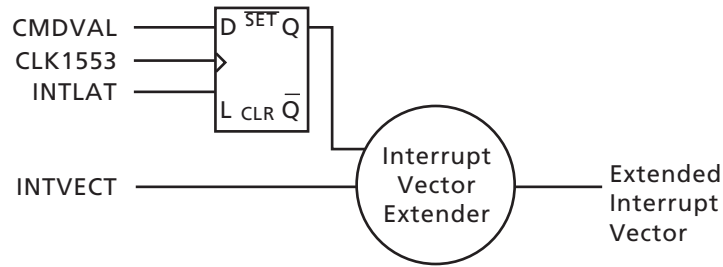 CMDVAL
CLK1553
INTLAT
D SET Q
L CLR Q
INTVECT
Interrupt
Vector
Extender
Extended
Interrupt
Vector